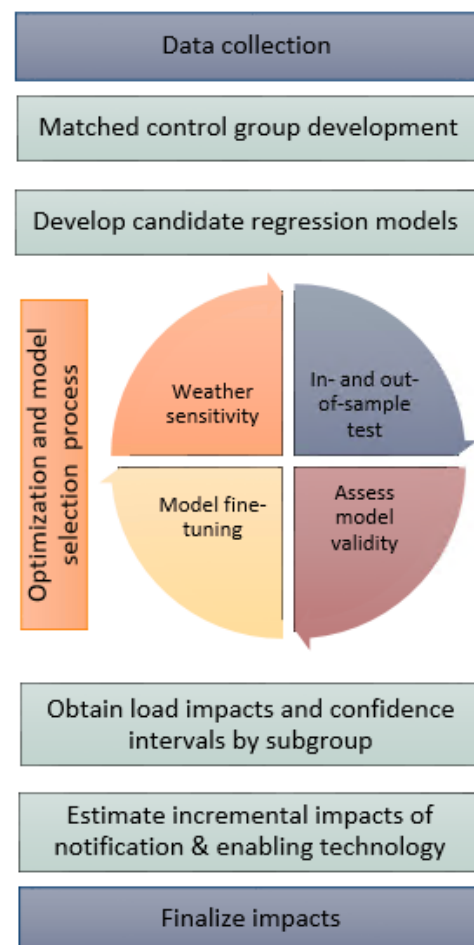 Data collection
Matched control group development
Develop candidate regression models
Optimization and model
selection process
Weather
sensitivity
In- and out-
of-sample
test
Model fine-
tuning
Assess
model
validity
Obtain load impacts and confidence
intervals by subgroup
Estimate incremental impacts of
notification & enabling technology
Finalize impacts